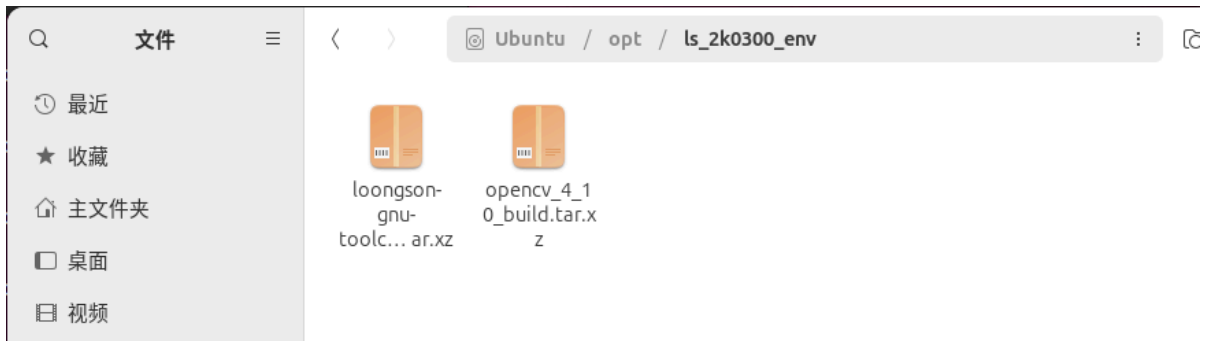 文件
Ubuntu / opt / ls_2k0300_env
最近
收藏
主文件夹
桌面
视频
loongson-
gnu-
toolc... ar.xz
opencv_4_1
0_build.tar.x
z